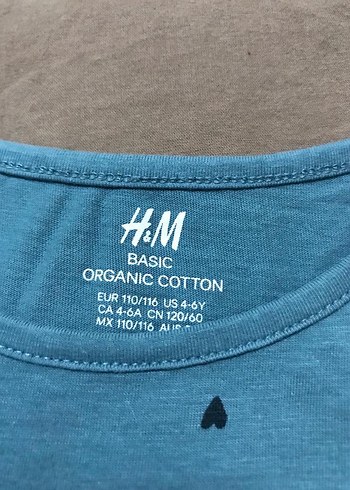 H&M
BASIC
ORGANIC COTTON
EUR 110/116 US 4-6Y
CA 4-6A CN 120/60
MX 110/116